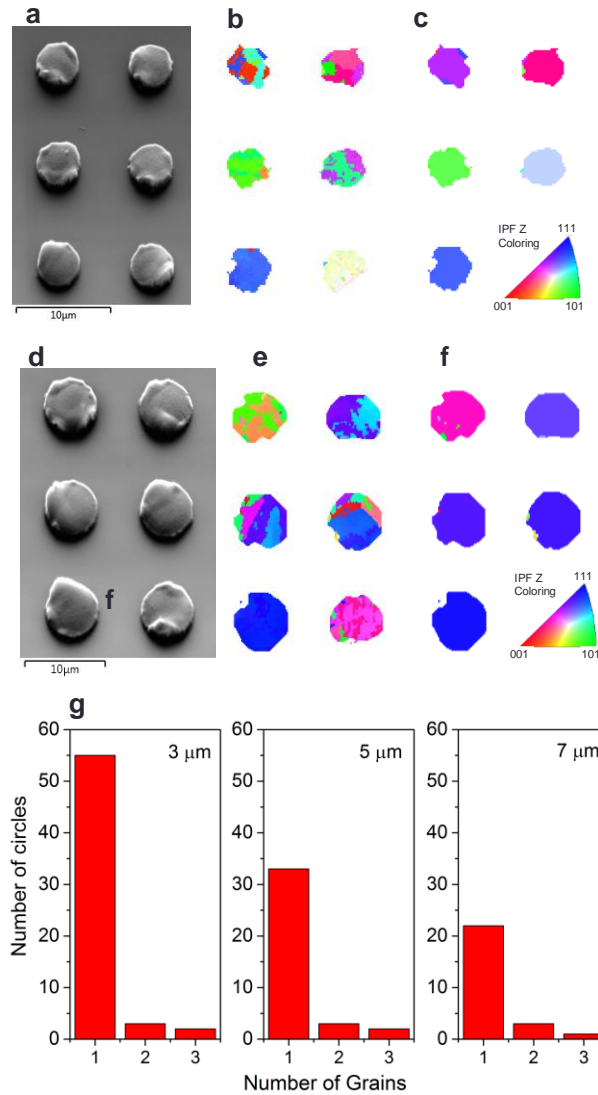 a
b
c
10μm
IPF Z
Coloring
111
001
101
d
e
f
f
10μm
IPF Z
Coloring
111
001
101
g
60
50
40
30
20
10
0
3 μm
1 2 3
60
50
40
30
20
10
0
5 μm
1 2 3
60
50
40
30
20
10
0
7 μm
1 2 3
Number of circles
Number of Grains